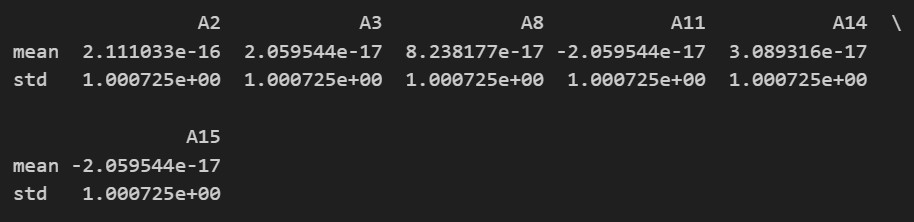 A2 A3 A8 A11 A14 \
mean 2.111033e-16 2.059544e-17 8.238177e-17 -2.059544e-17 3.089316e-17
std 1.000725e+00 1.000725e+00 1.000725e+00 1.000725e+00 1.000725e+00
A15
mean -2.059544e-17
std 1.000725e+00